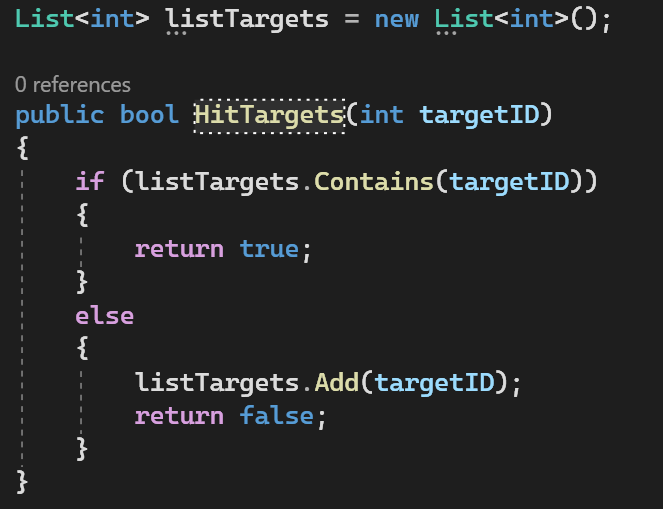 List<int> listTargets = new List<int>();
0 references
public bool HitTargets(int targetID)
{
if (listTargets.Contains(targetID))
{
return true;
}
else
{
listTargets.Add(targetID);
return false;
}
}